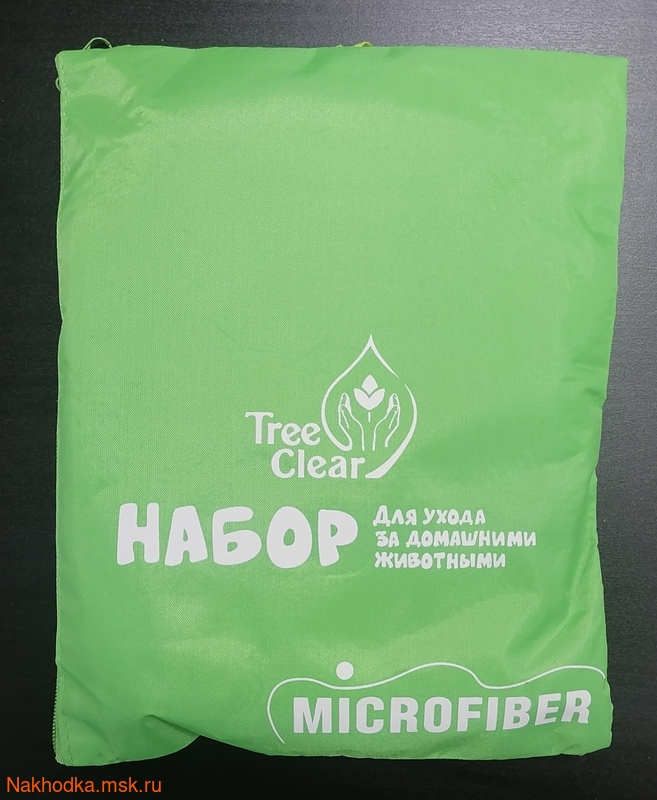 Tree
Clear
НАБОР
Для ухода
за домашними
животными
MICROFIBER
Nakhodka.msk.ru